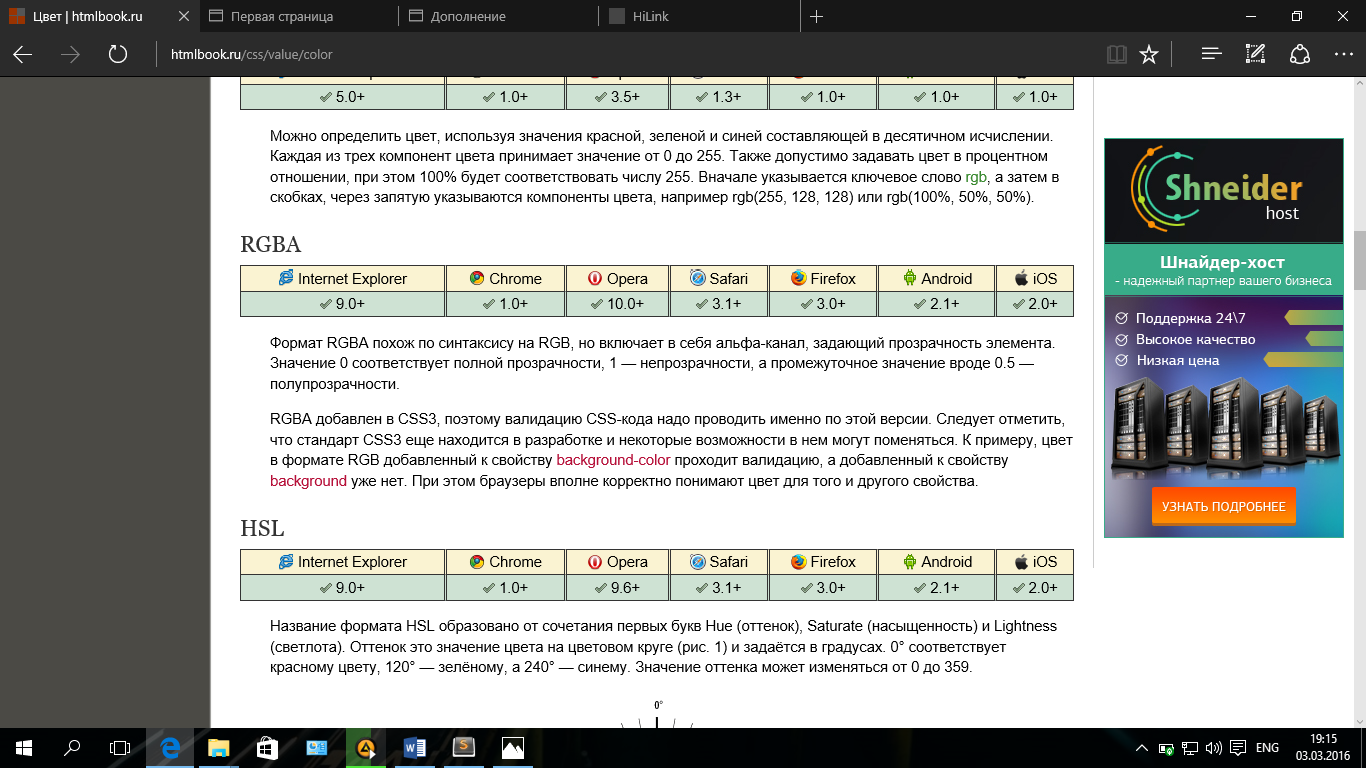 Цвет | htmlbook.ru
Первая страница
Дополнение
HiLink
htmlbook.ru/css/value/color
5.0+ 1.0+ 3.5+ 1.3+ 1.0+ 1.0+ 1.0+
Можно определить цвет, используя значения красной, зеленой и синей составляющей в десятичном исчислении.
Каждая из трех компонент цвета принимает значение от 0 до 255. Также допустимо задавать цвет в процентном
отношении, при этом 100% будет соответствовать числу 255. Вначале указывается ключевое слово rgb, а затем в
скобках, через запятую указываются компоненты цвета, например rgb(255, 128, 128) или rgb(100%, 50%, 50%).
RGBA
Internet Explorer Chrome Opera Safari Firefox Android iOS
9.0+ 1.0+ 10.0+ 3.1+ 3.0+ 2.1+ 2.0+
Формат RGBA похож по синтаксису на RGB, но включает в себя альфа-канал, задающий прозрачность элемента.
Значение 0 соответствует полной прозрачности, 1 — непрозрачности, а промежуточное значение вроде 0.5 —
полупрозрачности.
RGBA добавлен в CSS3, поэтому валидацию CSS-кода надо проводить именно по этой версии. Следует отметить,
что стандарт CSS3 еще находится в разработке и некоторые возможности в нем могут поменяться. К примеру, цвет
в формате RGB добавленный к свойству background-color проходит валидацию, а добавленный к свойству
background уже нет. При этом браузеры вполне корректно понимают цвет для того и другого свойства.
HSL
Internet Explorer Chrome Opera Safari Firefox Android iOS
9.0+ 1.0+ 9.6+ 3.1+ 3.0+ 2.1+ 2.0+
Название формата HSL образовано от сочетания первых букв Hue (оттенок), Saturate (насыщенность) и Lightness
(светлота). Оттенок это значение цвета на цветовом круге (рис. 1) и задаётся в градусах. 0° соответствует
красному цвету, 120° — зелёному, а 240° — синему. Значение оттенка может изменяться от 0 до 359.
0°
Shneider
host
Шнайдер-хост
- надежный партнер вашего бизнеса
Поддержка 24\7
Высокое качество
Низкая цена
УЗНАТЬ ПОДРОБНЕЕ
ENG
19:15
03.03.2016